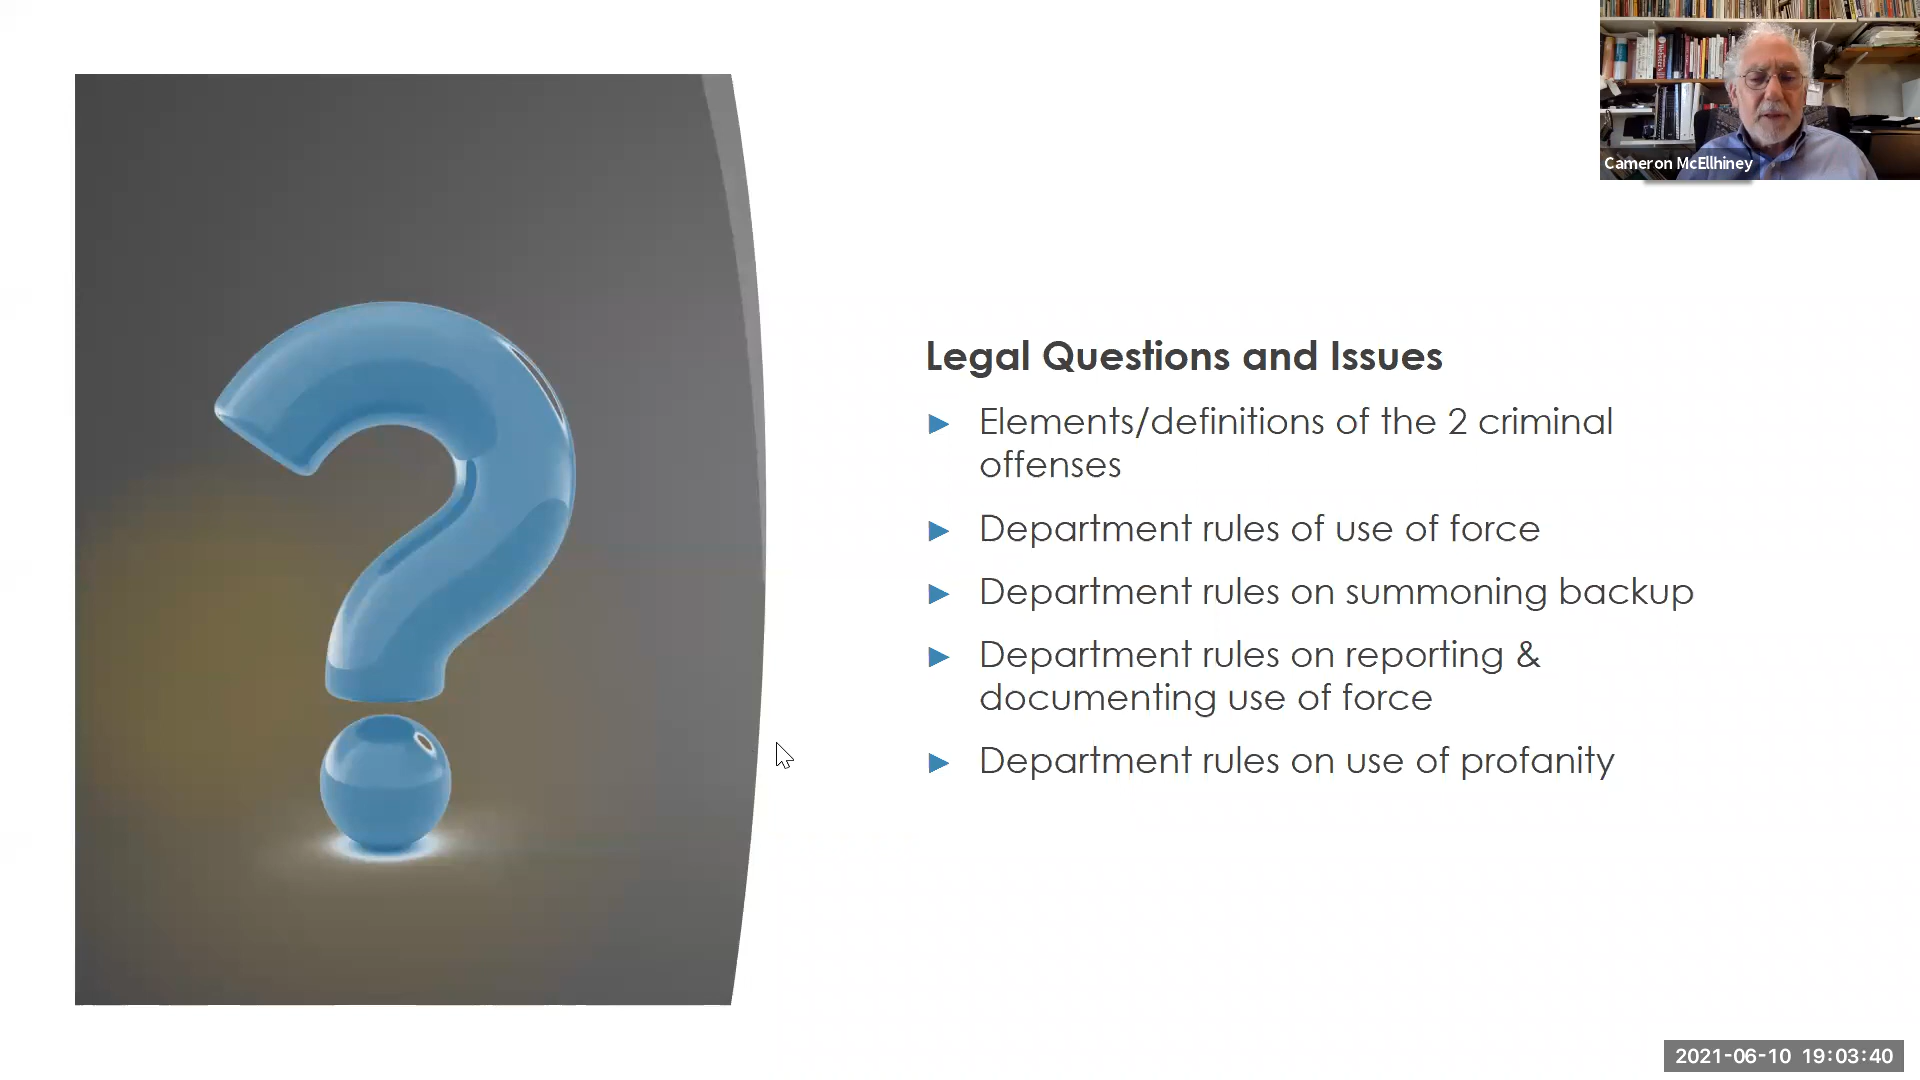 Cameron McEllhiney
Legal Questions and Issues
Elements/definitions of the 2 criminal
offenses
Department rules of use of force
Department rules on summoning backup
Department rules on reporting &
documenting use of force
Department rules on use of profanity
2021-06-10 19:03:40